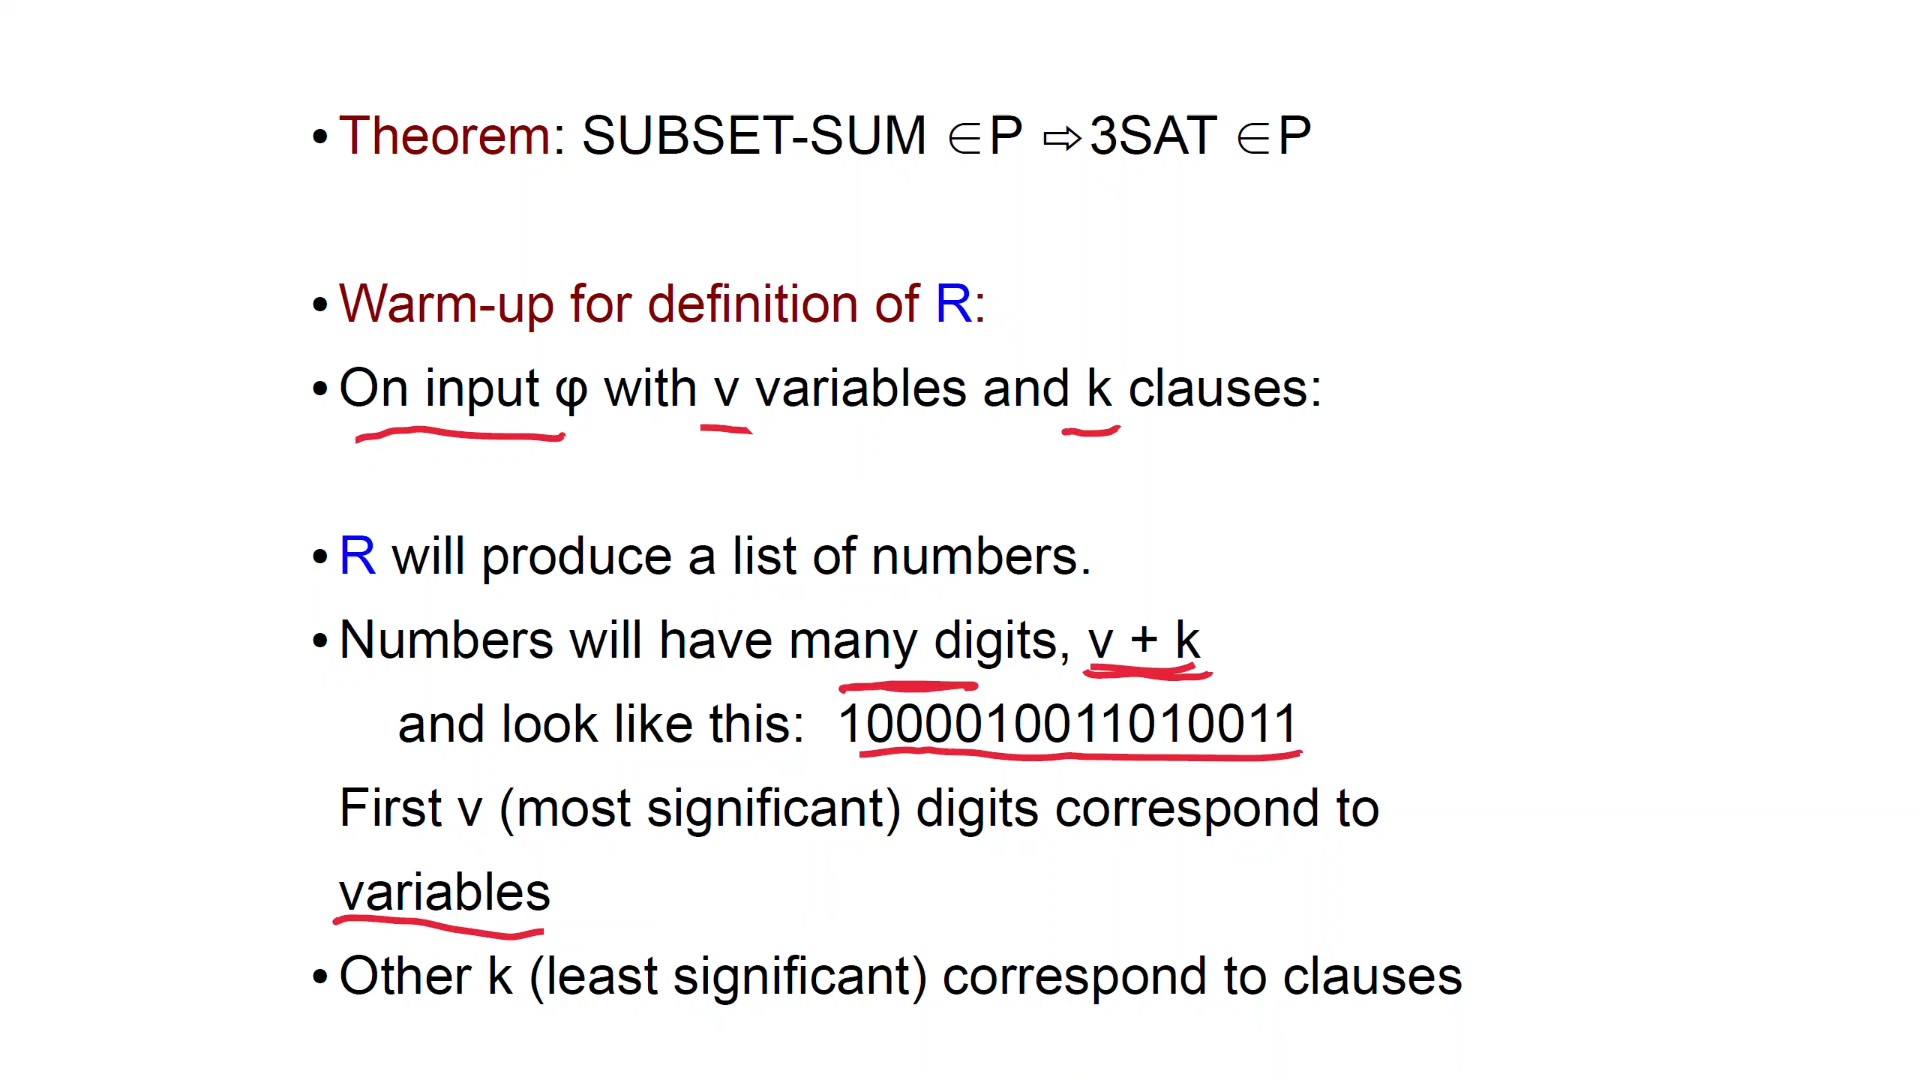 • Theorem: SUBSET-SUM ∈P ⇨3SAT ∈P
• Warm-up for definition of R:
• On input φ with v variables and k clauses:
• R will produce a list of numbers.
• Numbers will have many digits, v + k
and look like this: 1000010011010011
First v (most significant) digits correspond to
variables
• Other k (least significant) correspond to clauses